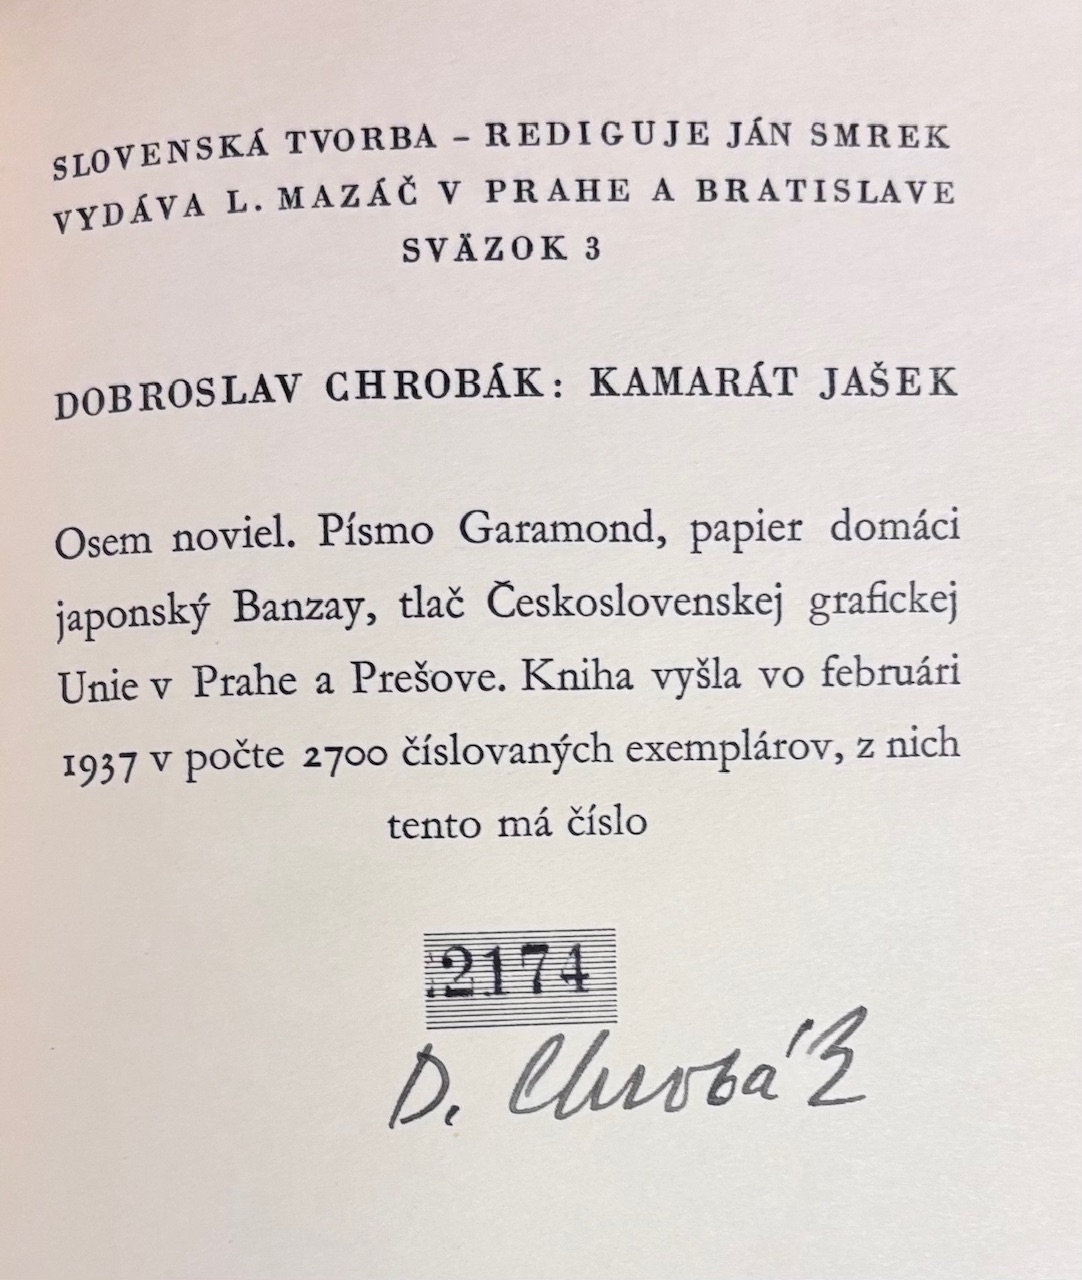 SLOVENSKÁ TVORBA – REDIGUJE JÁN SMREK
VYDÁVA L. MAZÁČ V PRAHE A BRATISLAVE
SVÄZOK 3
DOBROSLAV CHROBÁK: KAMARÁT JAŠEK
Osem noviel. Písmo Garamond, papier domáci
japonský Banzay, tlač Československej grafickej
Unie v Prahe a Prešove. Kniha vyšla vo februári
1937 v počte 2700 číslovaných exemplárov, z nich
tento má číslo
2174
D. Chrobák